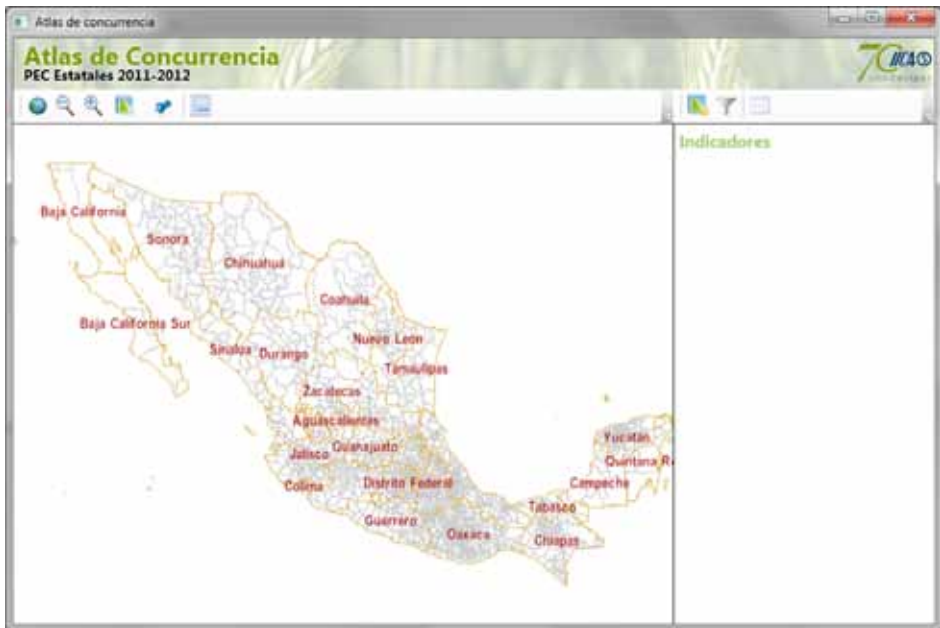 Atlas de concurrencia
Atlas de Concurrencia
PEC Estatales 2011-2012
70 IICA
Indicadores
Baja California
Sonora
Chihuahua
Coahuila
Baja California Sur
Nuevo Leon
Sinaloa
Durango
Tamaulipas
Zacatecas
Aguascalientes
Yucatán
Jalisco
Guanajuato
Quintana R
Colima
Distrito Federal
Campeche
Tabasco
Guerrero
Oaxaca
Chiapas